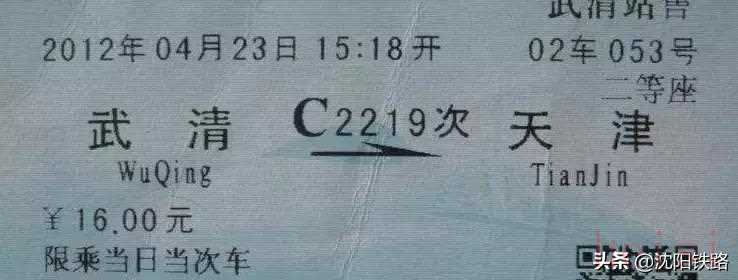 武清站售
2012年04月23日 15:18开
02车 053号
二等座
武清 C2219次 天津
WuQing TianJin
￥16.00元
限乘当日当次车
头条 @沈阳铁路